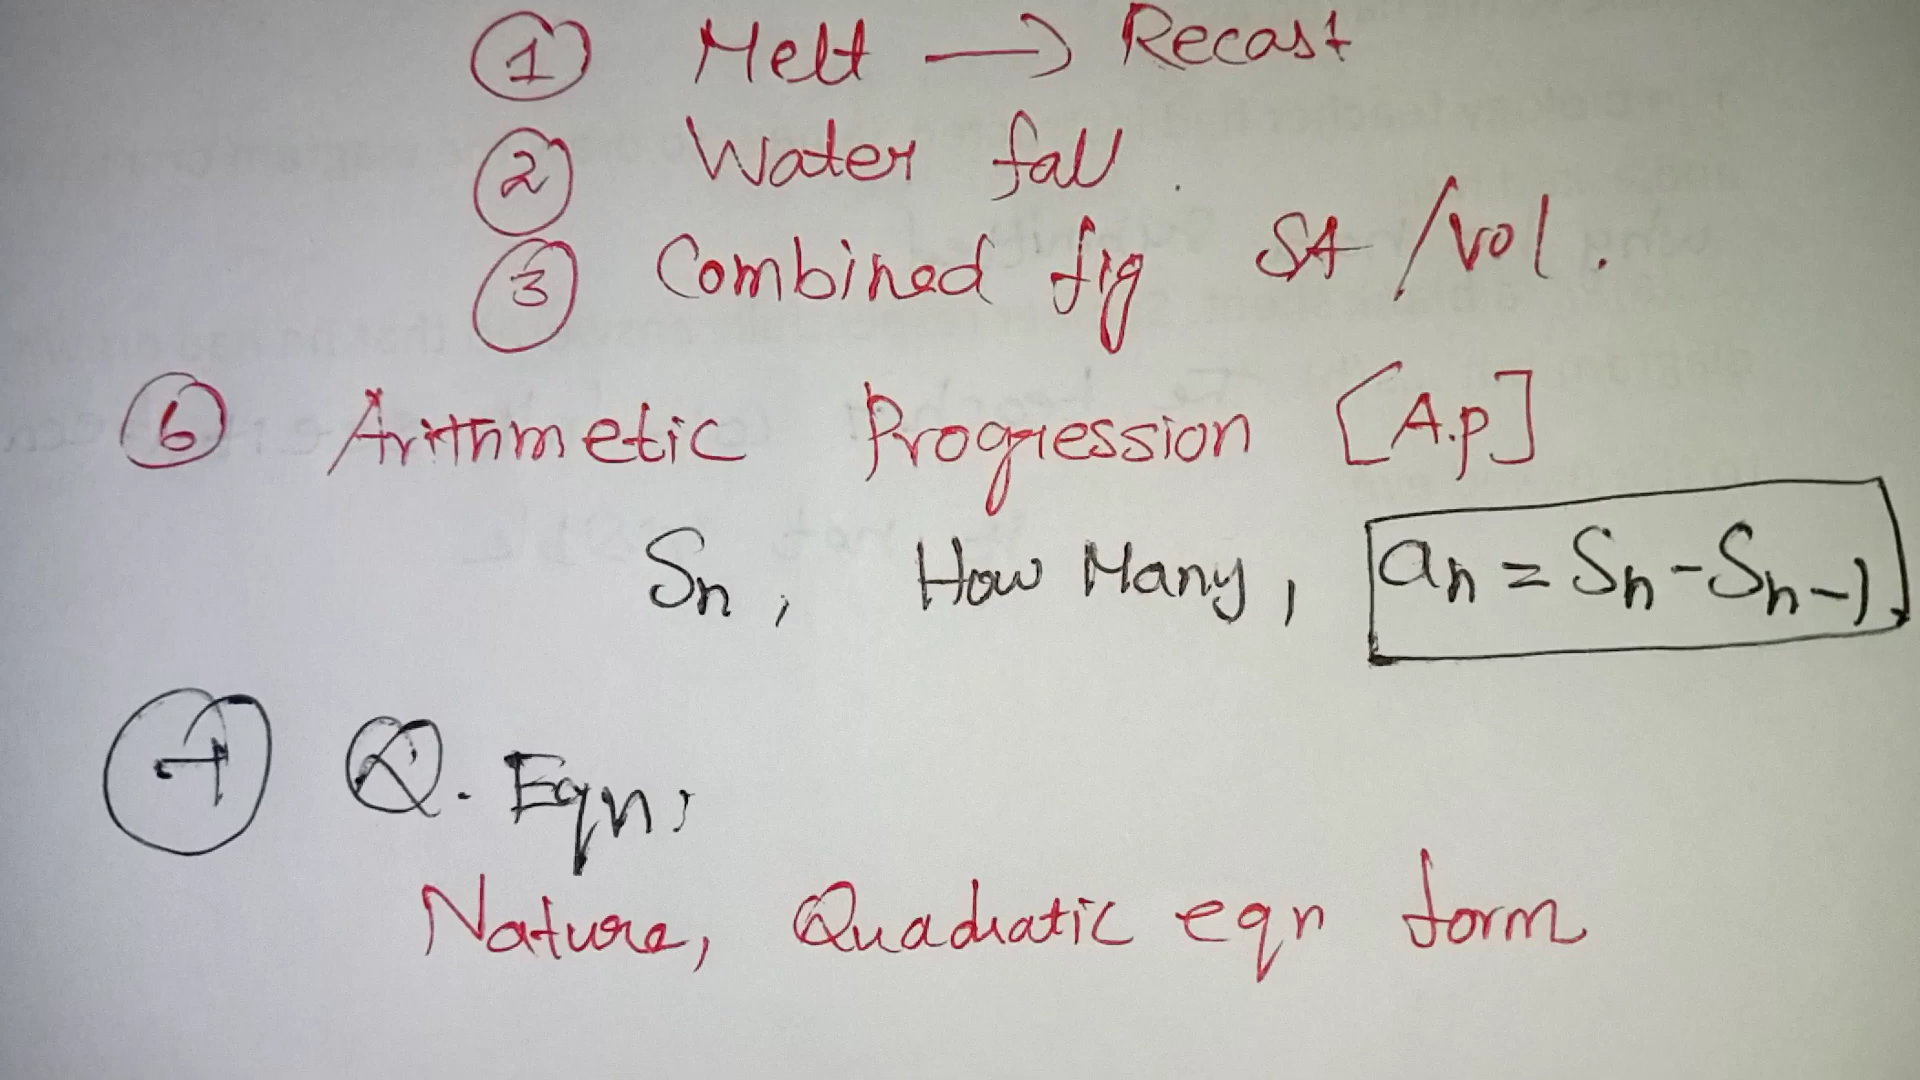 ① Melt → Recast
② Water fall.
③ Combined fig SA/Vol.
⑥ Arithmetic Progression [A.p]
Sn, How Many, an = Sn - Sn-1
⑦ Q. Eqn;
Nature, Quadratic eqn form